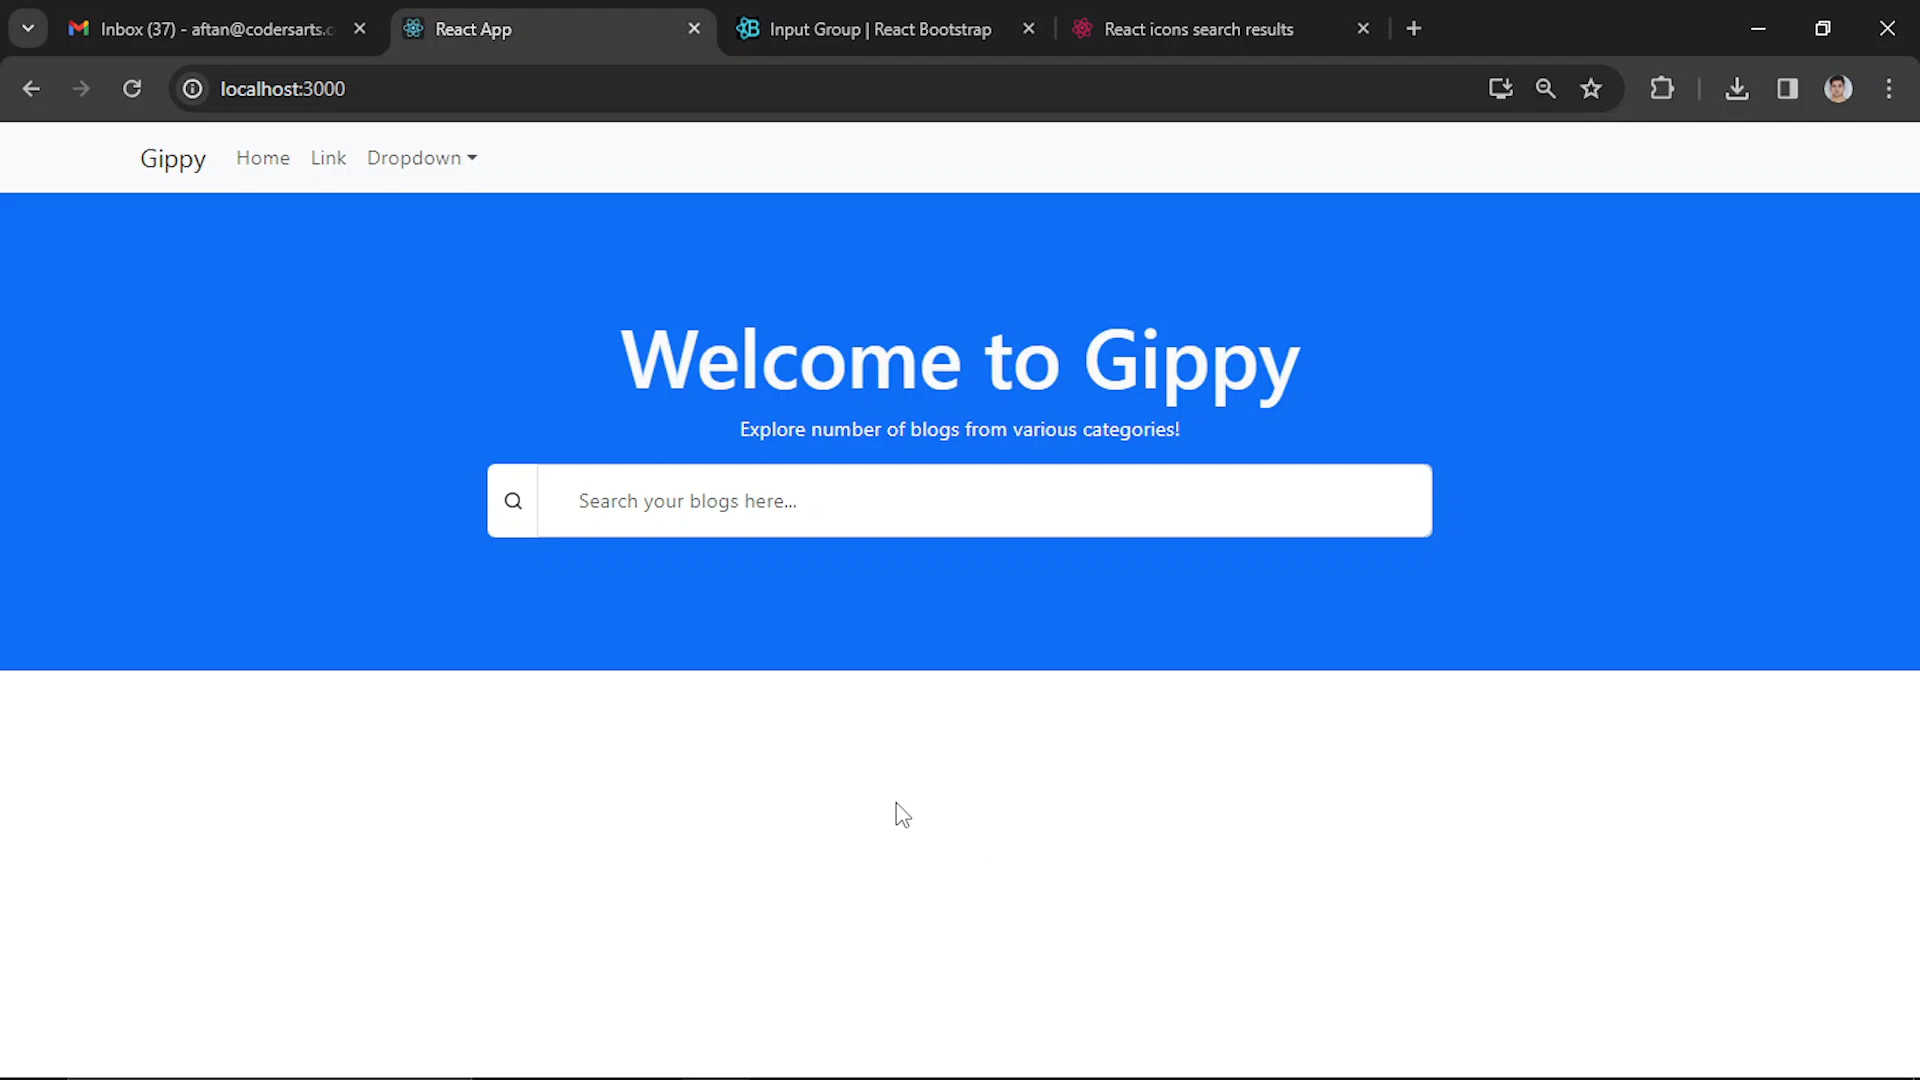 Inbox (37) - aftan@codersarts.c
React App
Input Group | React Bootstrap
React icons search results
localhost:3000
Gippy
Home
Link
Dropdown
Welcome to Gippy
Explore number of blogs from various categories!
Search your blogs here...